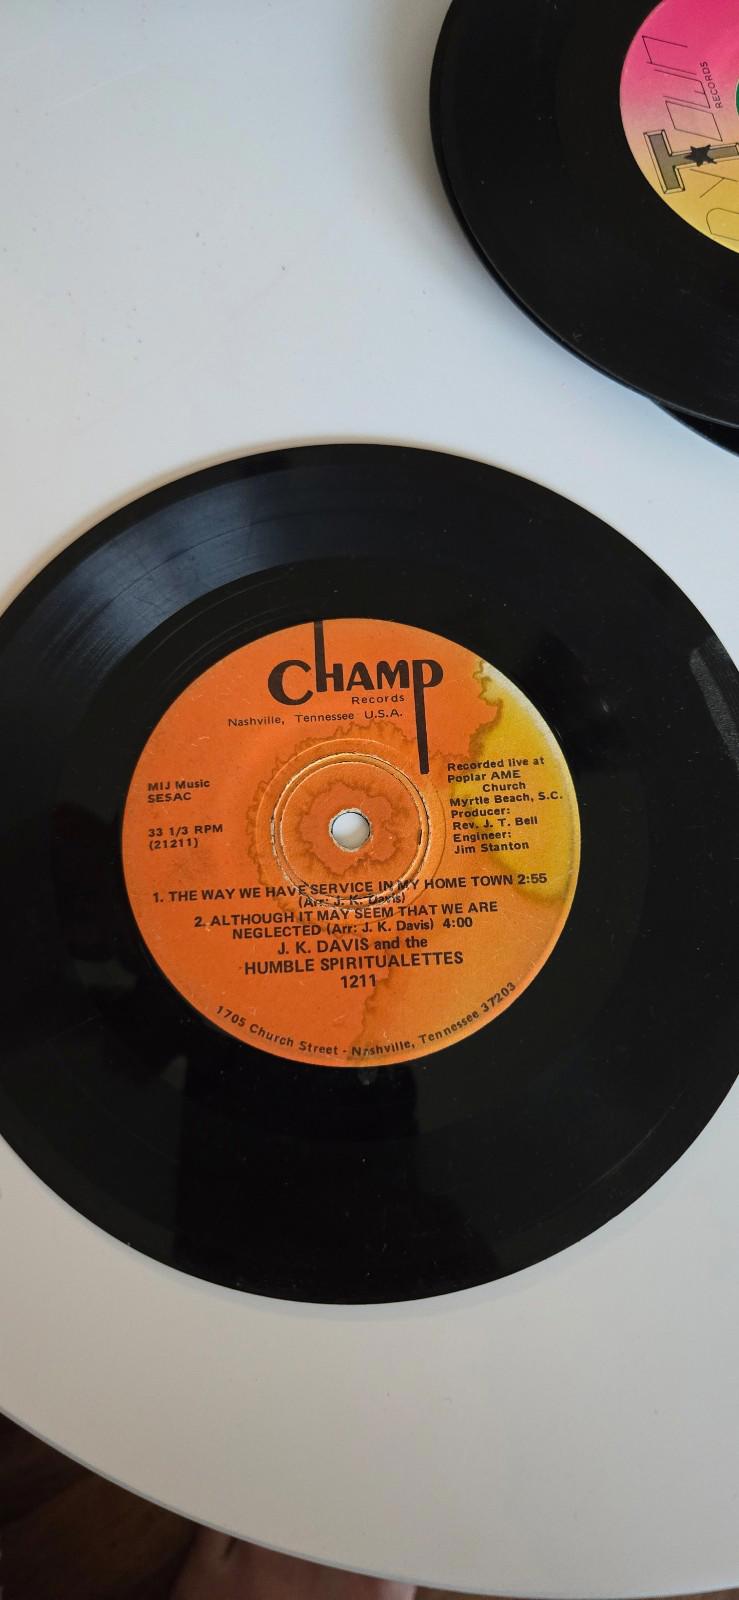 TOWN
RECORDS
CHAMP
Records
Nashville, Tennessee U.S.A.
MIJ Music
SESAC
33 1/3 RPM
(21211)
Recorded live at
Poplar AME
Church
Myrtle Beach, S.C.
Producer:
Rev. J. T. Bell
Engineer:
Jim Stanton
1. THE WAY WE HAVE SERVICE IN MY HOME TOWN 2:55
(Arr: J. K. Davis)
2. ALTHOUGH IT MAY SEEM THAT WE ARE
NEGLECTED (Arr: J. K. Davis) 4:00
J. K. DAVIS and the
HUMBLE SPIRITUALETTES
1211
1705 Church Street - Nashville, Tennessee 37203